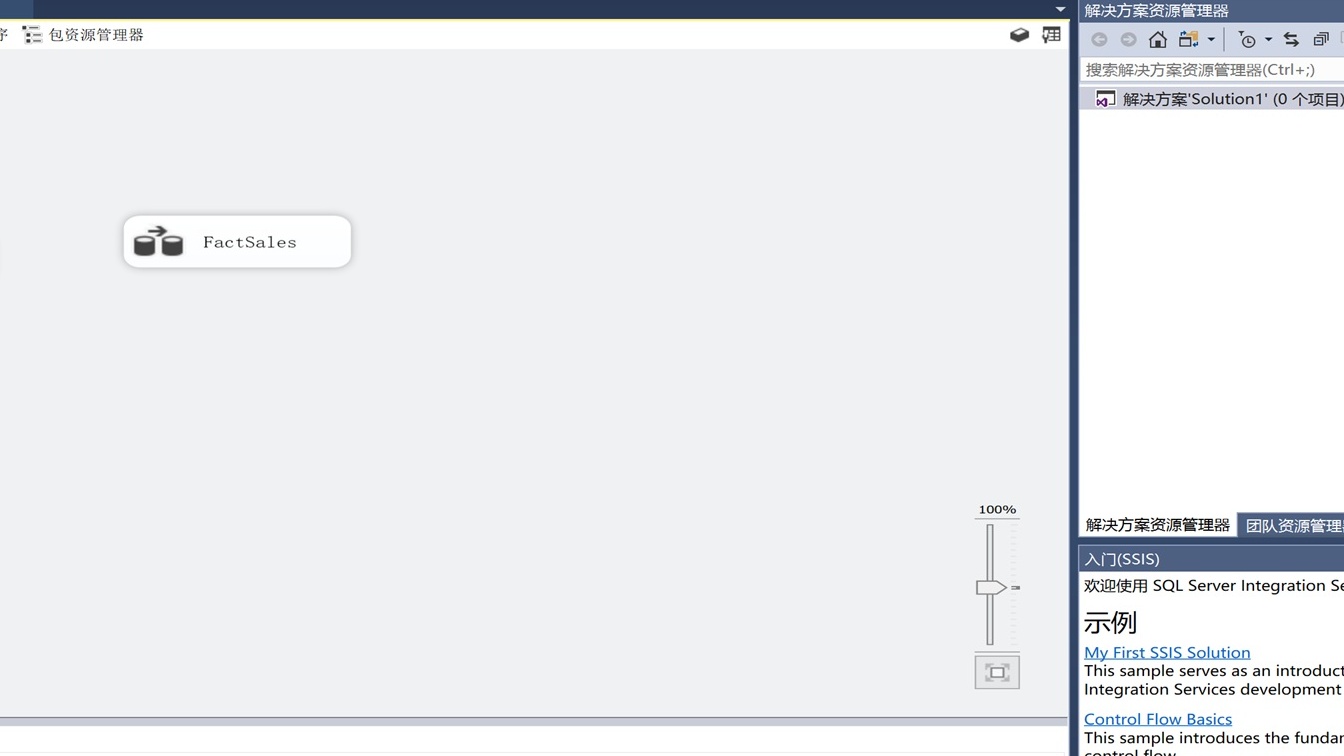 序 包资源管理器
FactSales
100%
解决方案资源管理器
搜索解决方案资源管理器(Ctrl+;)
解决方案'Solution1' (0 个项目)
解决方案资源管理器 团队资源管理
入门(SSIS)
欢迎使用 SQL Server Integration Se
示例
My First SSIS Solution
This sample serves as an introduct
Integration Services development
Control Flow Basics
This sample introduces the fundar
control flow